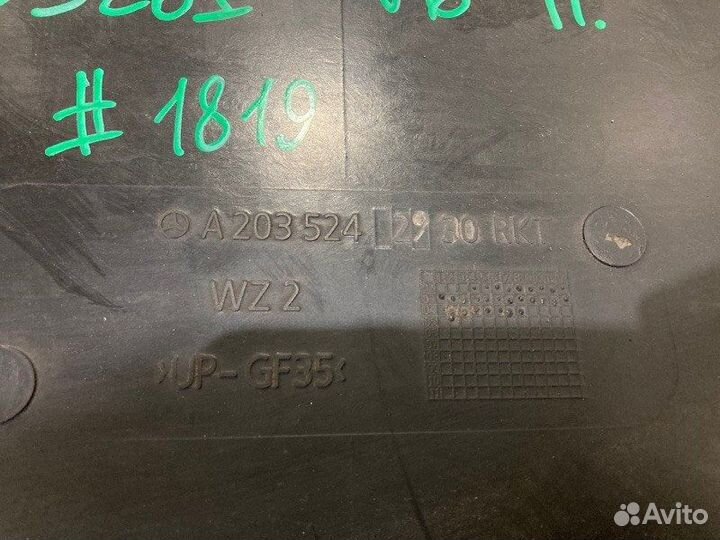 # 1819
A 203 524 29 30 RKT
WZ 2
>UP-GF35<
Avito